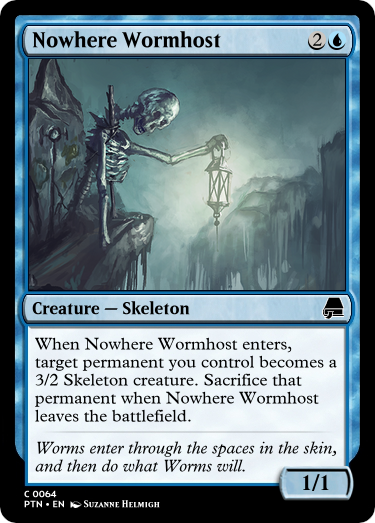 Nowhere Wormhost 2
Creature — Skeleton
When Nowhere Wormhost enters,
target permanent you control becomes a
3/2 Skeleton creature. Sacrifice that
permanent when Nowhere Wormhost
leaves the battlefield.
Worms enter through the spaces in the skin,
and then do what Worms will.
1/1
C 0064
PTN • EN Suzanne Helmigh